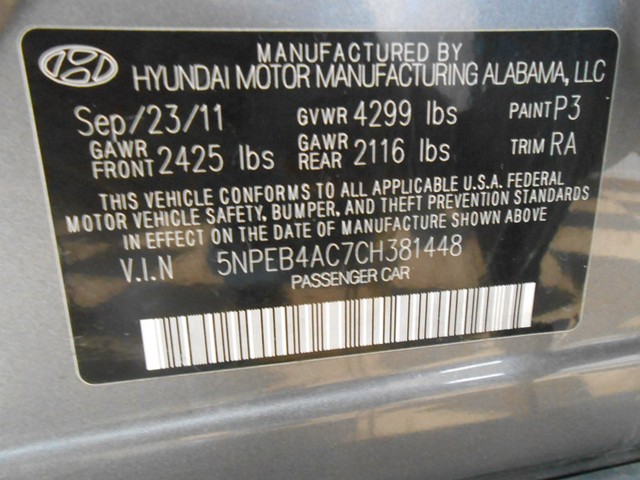 MANUFACTURED BY
HYUNDAI MOTOR MANUFACTURING ALABAMA, LLC
Sep/23/11 GVWR 4299 lbs PAINT P3
GAWR FRONT 2425 lbs GAWR REAR 2116 lbs TRIM RA
THIS VEHICLE CONFORMS TO ALL APPLICABLE U.S.A. FEDERAL
MOTOR VEHICLE SAFETY, BUMPER, AND THEFT PREVENTION STANDARDS
IN EFFECT ON THE DATE OF MANUFACTURE SHOWN ABOVE
V.I.N 5NPEB4AC7CH381448
PASSENGER CAR